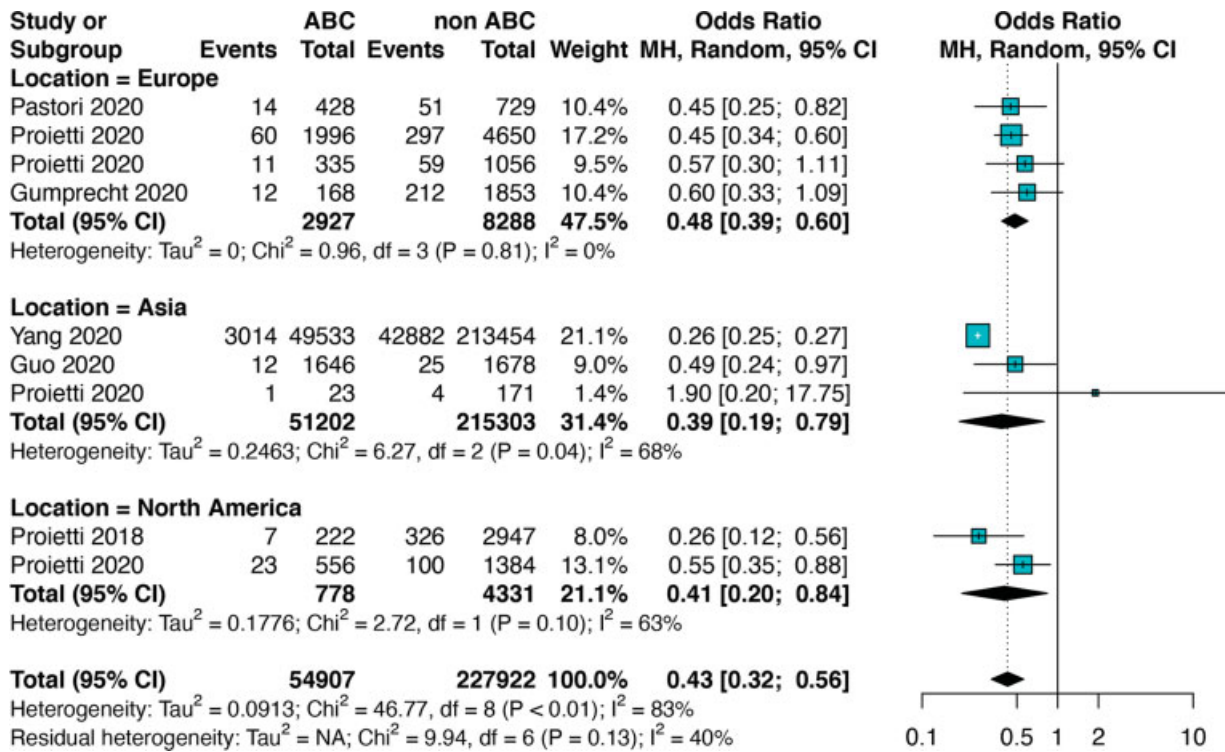 Study or ABC non ABC Odds Ratio Odds Ratio
Subgroup Events Total Events Total Weight MH, Random, 95% CI MH, Random, 95% CI
Location = Europe
Pastori 2020 14 428 51 729 10.4% 0.45 [0.25; 0.82]
Proietti 2020 60 1996 297 4650 17.2% 0.45 [0.34; 0.60]
Proietti 2020 11 335 59 1056 9.5% 0.57 [0.30; 1.11]
Gumprecht 2020 12 168 212 1853 10.4% 0.60 [0.33; 1.09]
Total (95% CI) 2927 8288 47.5% 0.48 [0.39; 0.60]
Heterogeneity: Tau² = 0; Chi² = 0.96, df = 3 (P = 0.81); I² = 0%
Location = Asia
Yang 2020 3014 49533 42882 213454 21.1% 0.26 [0.25; 0.27]
Guo 2020 12 1646 25 1678 9.0% 0.49 [0.24; 0.97]
Proietti 2020 1 23 4 171 1.4% 1.90 [0.20; 17.75]
Total (95% CI) 51202 215303 31.4% 0.39 [0.19; 0.79]
Heterogeneity: Tau² = 0.2463; Chi² = 6.27, df = 2 (P = 0.04); I² = 68%
Location = North America
Proietti 2018 7 222 326 2947 8.0% 0.26 [0.12; 0.56]
Proietti 2020 23 556 100 1384 13.1% 0.55 [0.35; 0.88]
Total (95% CI) 778 4331 21.1% 0.41 [0.20; 0.84]
Heterogeneity: Tau² = 0.1776; Chi² = 2.72, df = 1 (P = 0.10); I² = 63%
Total (95% CI) 54907 227922 100.0% 0.43 [0.32; 0.56]
Heterogeneity: Tau² = 0.0913; Chi² = 46.77, df = 8 (P < 0.01); I² = 83%
Residual heterogeneity: Tau² = NA; Chi² = 9.94, df = 6 (P = 0.13); I² = 40%
0.1 0.5 1 2 10